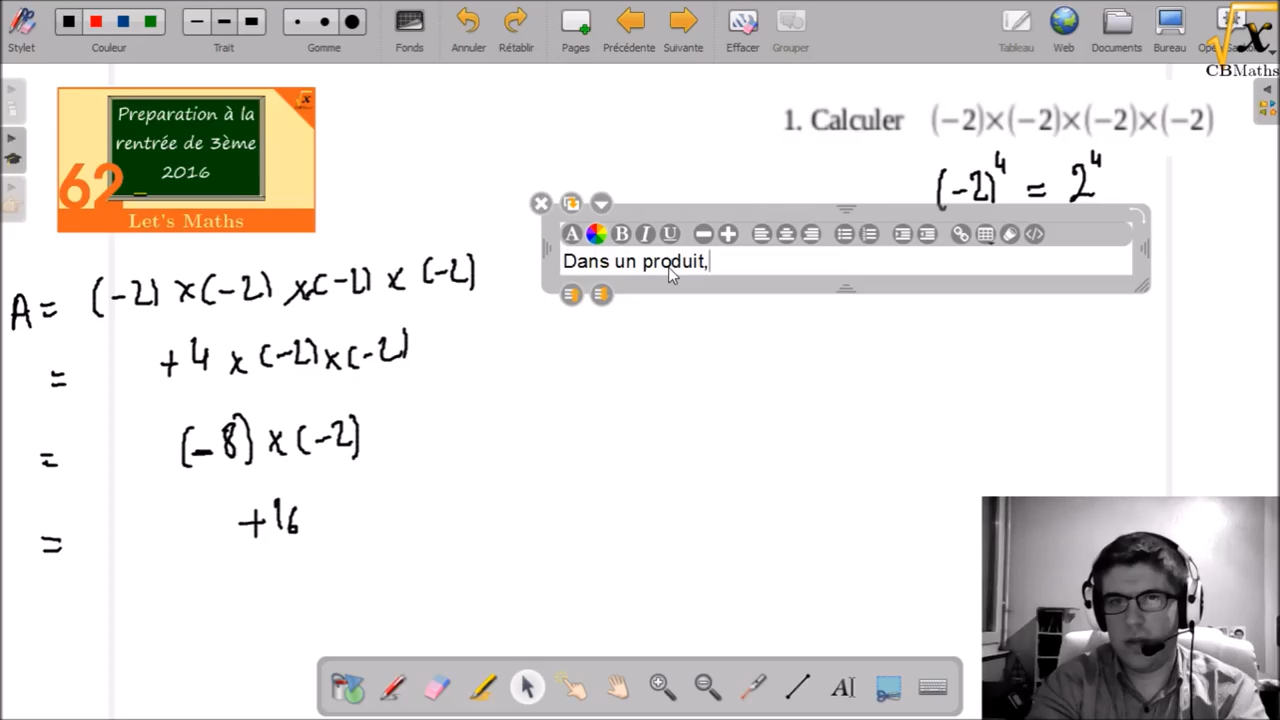 Stylet Couleur Trait Gomme Fonds Annuler Rétablir Pages Précédente Suivante Effacer Grouper Tableau Web Documents Bureau
CBMaths
Preparation à la
rentrée de 3ème
2016
62
Let's Maths
1. Calculer (−2)×(−2)×(−2)×(−2)
(-2)⁴ = 2⁴
Dans un produit,
A = (-2) x(-2) x(-2) x (-2)
= +4 x (-2)x(-2)
= (-8) x (-2)
= +16